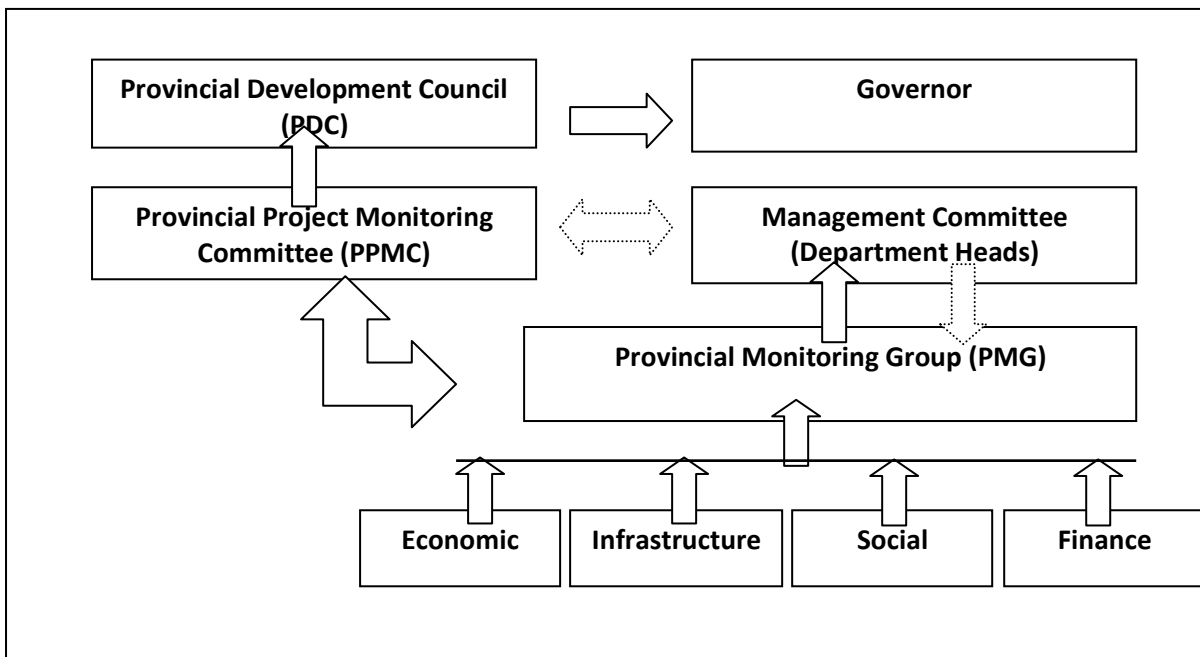 Provincial Development Council
(PDC)
Governor
Provincial Project Monitoring
Committee (PPMC)
Management Committee
(Department Heads)
Provincial Monitoring Group (PMG)
Economic
Infrastructure
Social
Finance